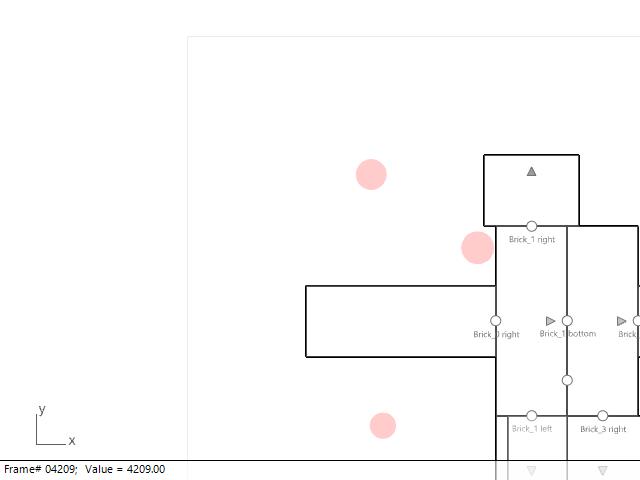 Brick_1 right
Brick_0 right
Brick_1 bottom
Brick_
Brick_1 left
Brick_3 right
y
x
Frame# 04209; Value = 4209.00